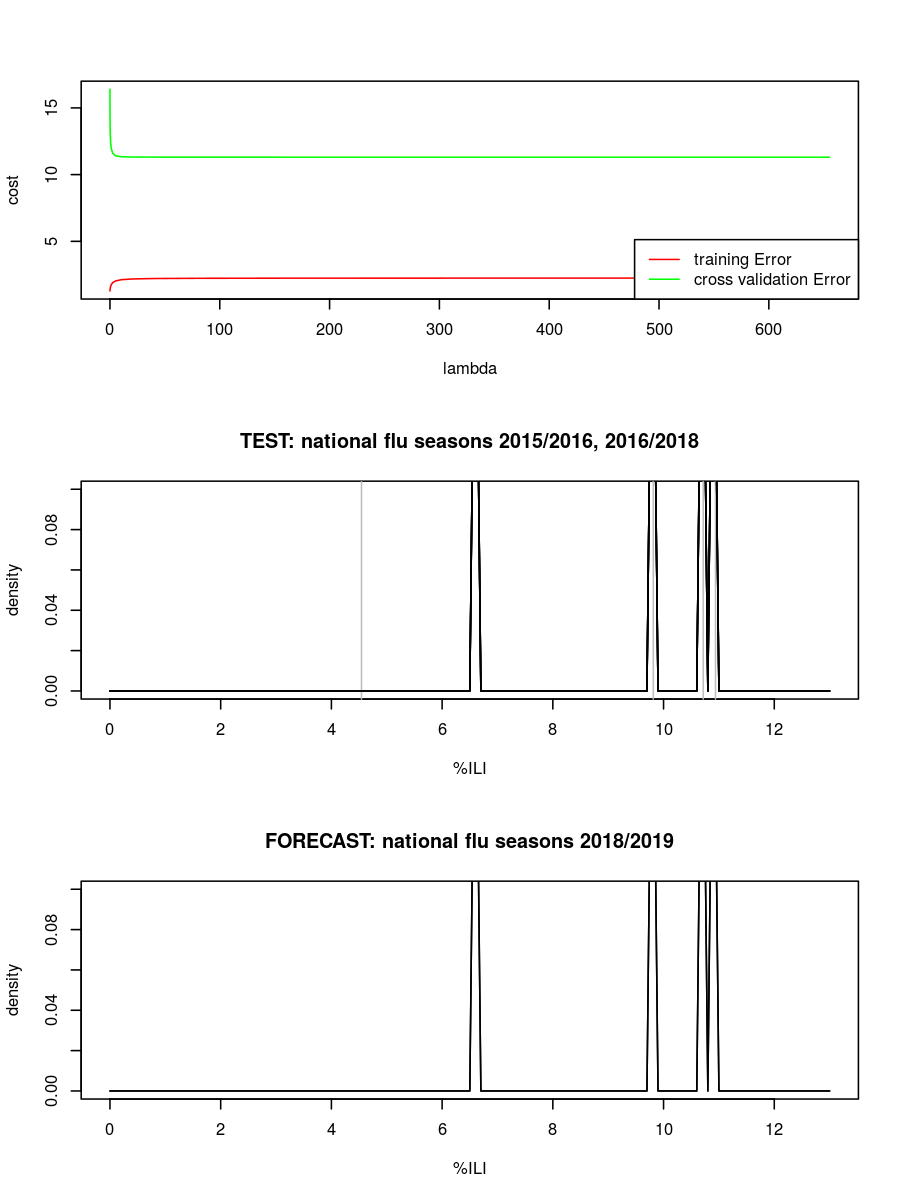 15
10
5
cost
training Error
cross validation Error
0 100 200 300 400 500 600
lambda
TEST: national flu seasons 2015/2016, 2016/2018
0.08
0.04
0.00
density
0 2 4 6 8 10 12
%ILI
FORECAST: national flu seasons 2018/2019
0.08
0.04
0.00
density
0 2 4 6 8 10 12
%ILI